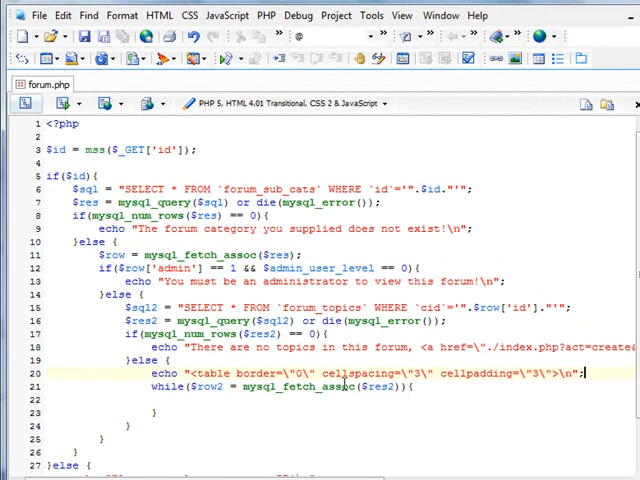 File Edit Find Format HTML CSS JavaScript PHP Debug Project Tools View Window Help
forum.php
PHP 5, HTML 4.01 Transitional, CSS 2 & JavaScript
1 <?php
2
3 $id = mss($_GET['id']);
4
5 if($id){
6 $sql = "SELECT * FROM `forum_sub_cats` WHERE `id`='".$id."'";
7 $res = mysql_query($sql) or die(mysql_error());
8 if(mysql_num_rows($res) == 0){
9 echo "The forum category you supplied does not exist!\n";
10 }else {
11 $row = mysql_fetch_assoc($res);
12 if($row['admin'] == 1 && $admin_user_level == 0){
13 echo "You must be an administrator to view this forum!\n";
14 }else {
15 $sql2 = "SELECT * FROM `forum_topics` WHERE `cid`='".$row['id']."'";
16 $res2 = mysql_query($sql2) or die(mysql_error());
17 if(mysql_num_rows($res2) == 0){
18 echo "There are no topics in this forum, <a href=\"./index.php?act=create&
19 }else {
20 echo "<table border=\"0\" cellspacing=\"3\" cellpadding=\"3\">\n";
21 while($row2 = mysql_fetch_assoc($res2)){
22
23 }
24 }
25 }
26 }
27 }else {